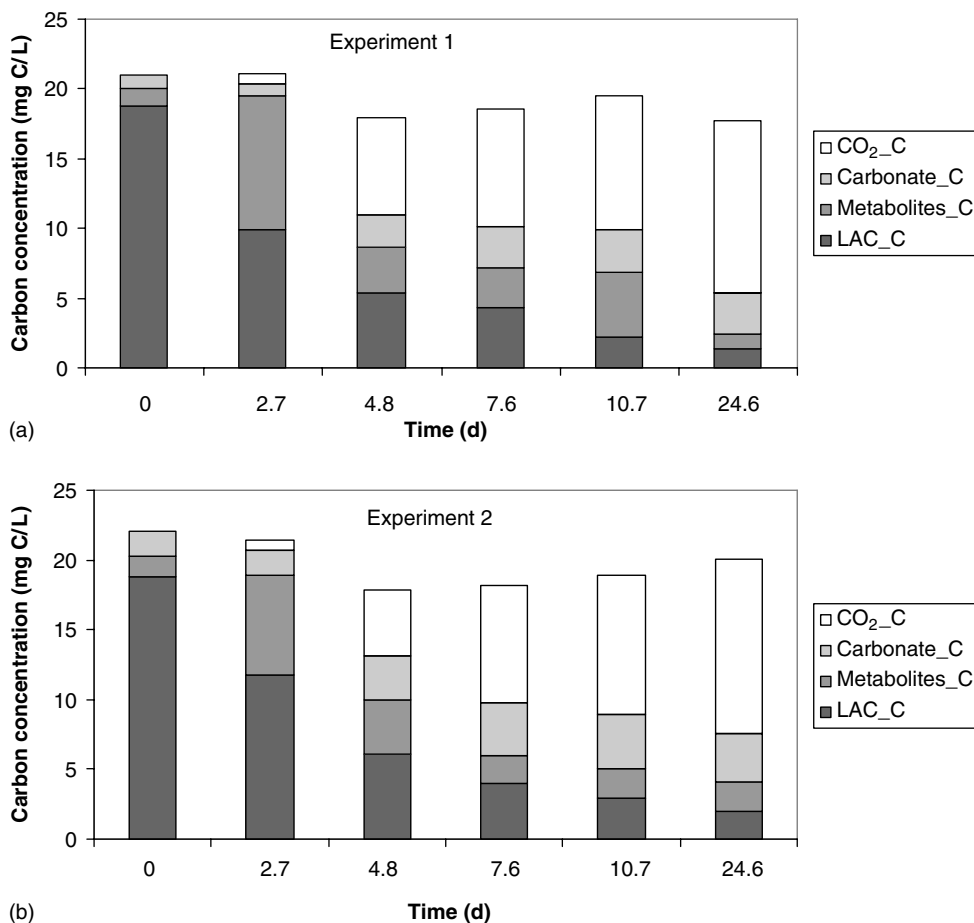 Experiment 1
Carbon concentration (mg C/L)
25
20
15
10
5
0
0 2.7 4.8 7.6 10.7 24.6
Time (d)
(a)
CO₂_C
Carbonate_C
Metabolites_C
LAC_C
Experiment 2
Carbon concentration (mg C/L)
25
20
15
10
5
0
0 2.7 4.8 7.6 10.7 24.6
Time (d)
(b)
CO₂_C
Carbonate_C
Metabolites_C
LAC_C